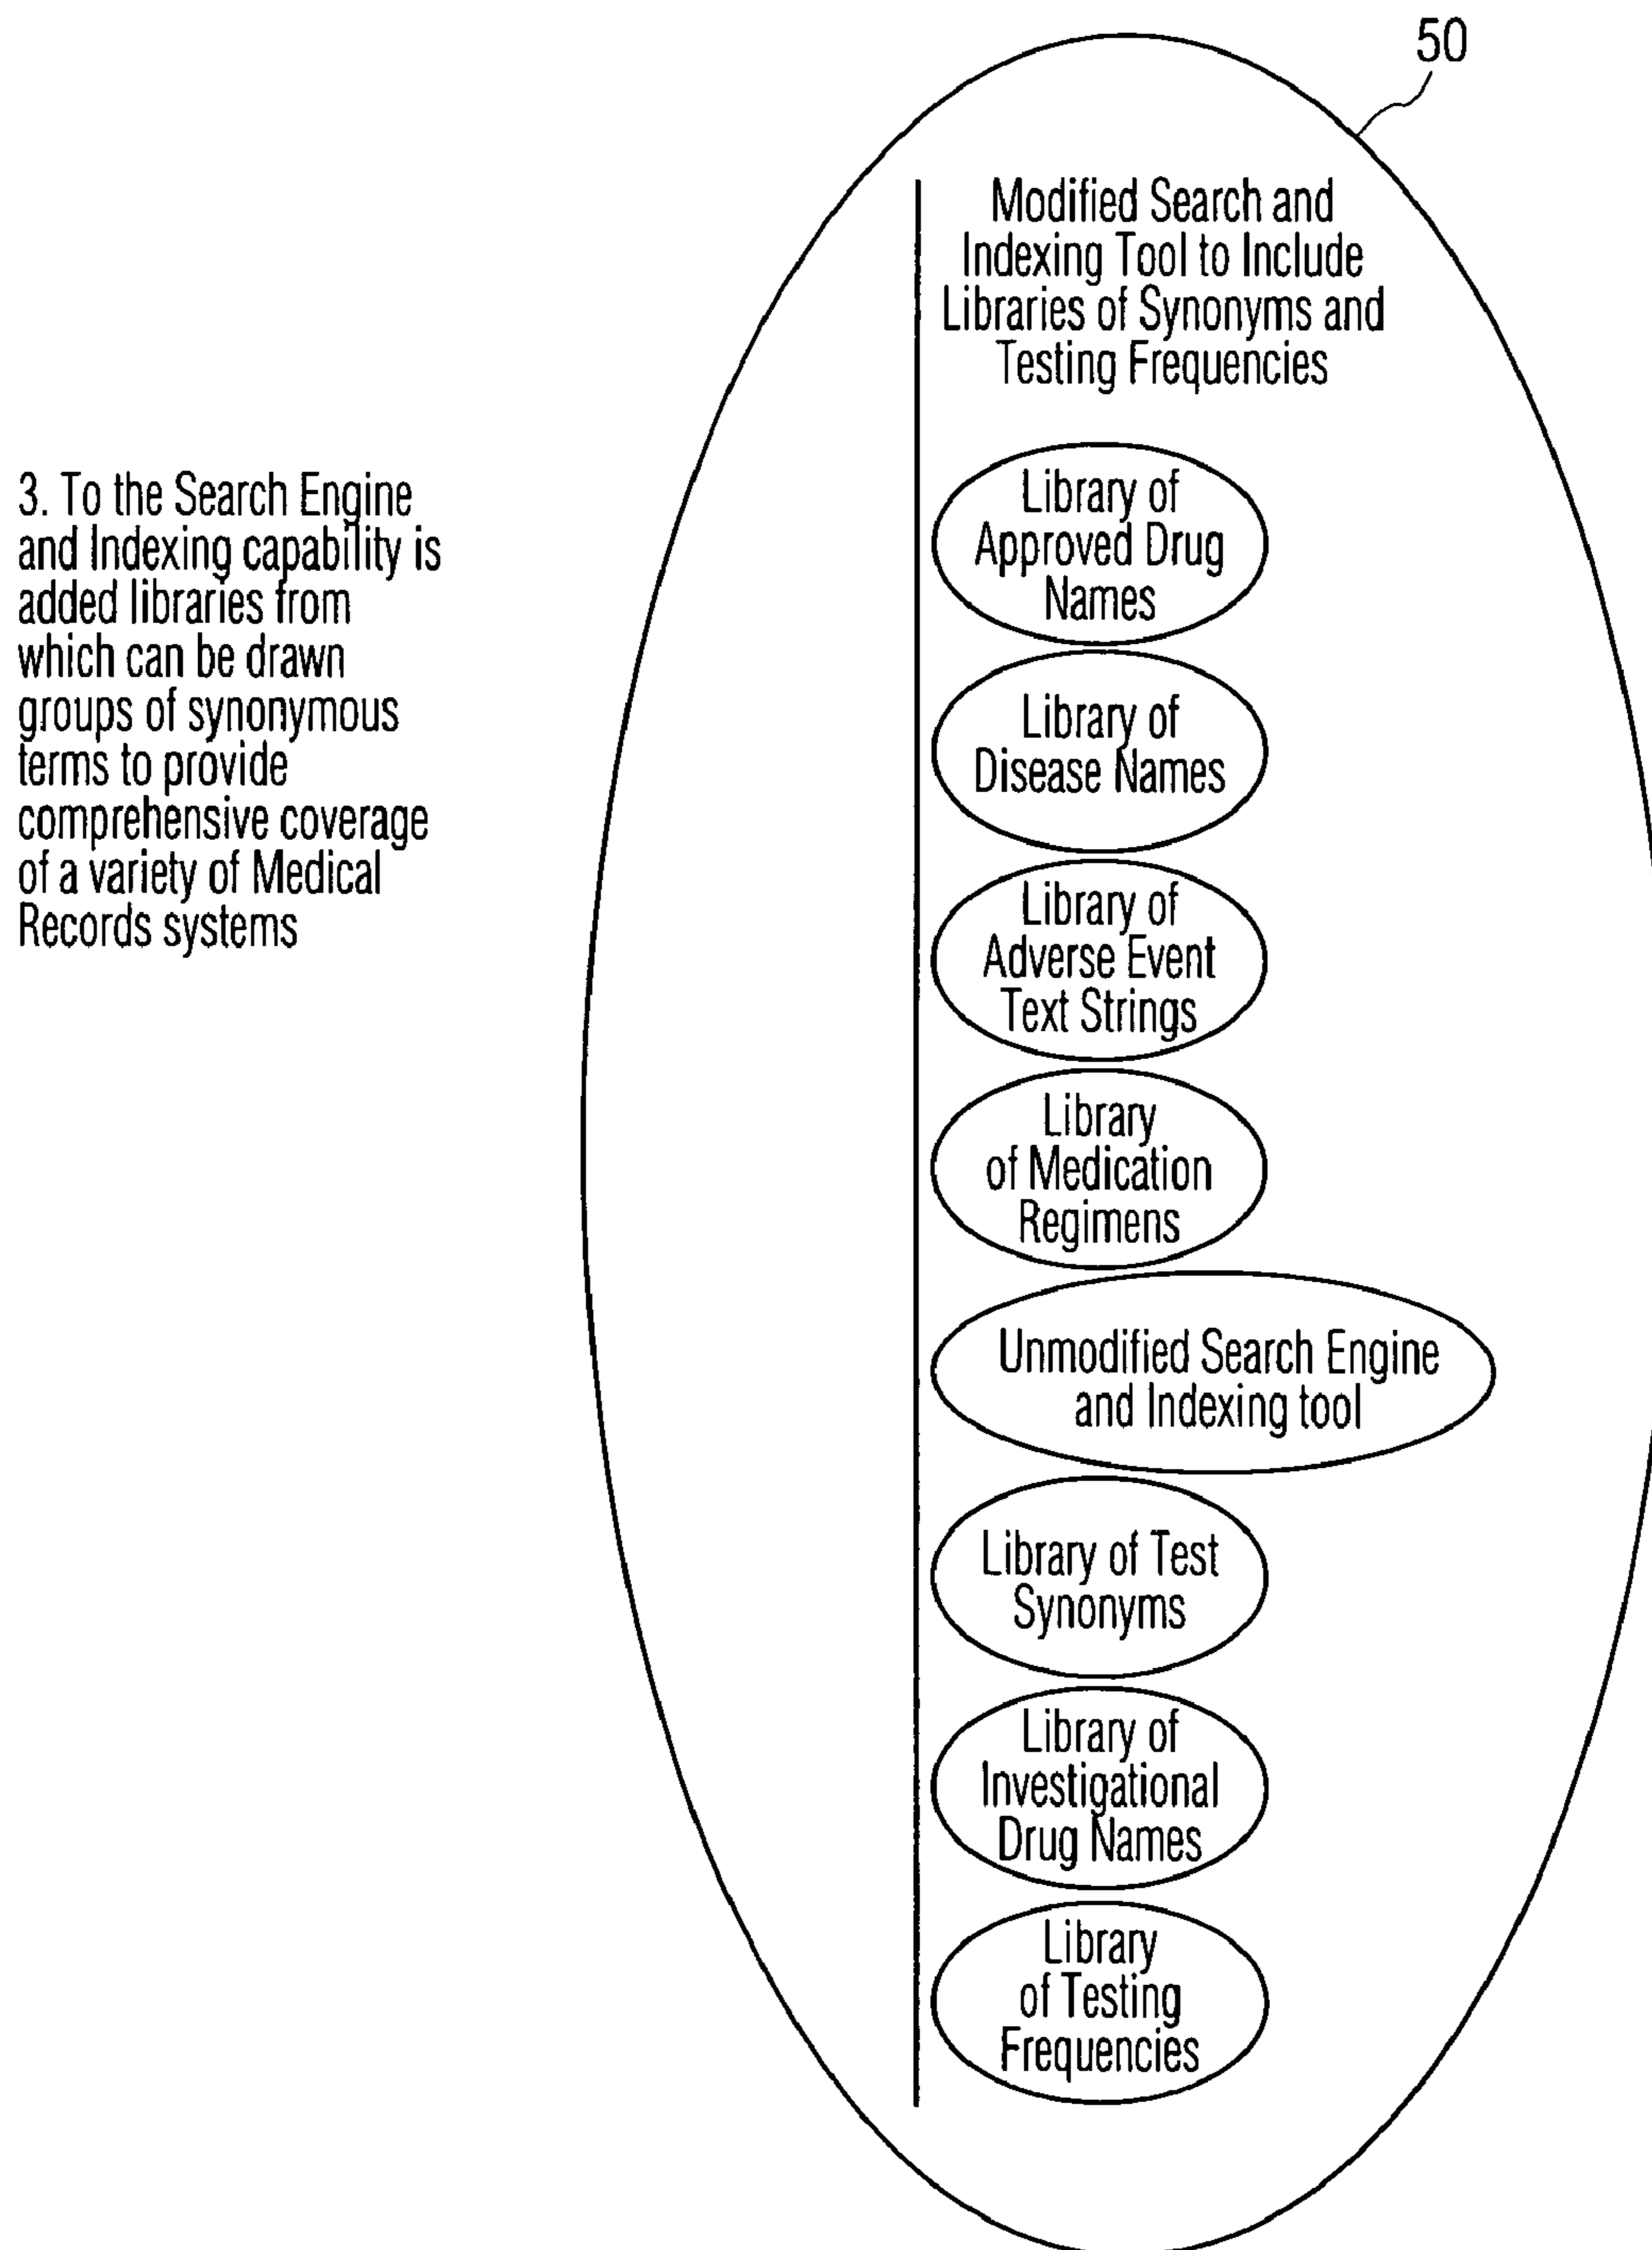 50
Modified Search and
Indexing Tool to Include
Libraries of Synonyms and
Testing Frequencies
3. To the Search Engine
and Indexing capability is
added libraries from
which can be drawn
groups of synonymous
terms to provide
comprehensive coverage
of a variety of Medical
Records systems
Library of
Approved Drug
Names
Library of
Disease Names
Library of
Adverse Event
Text Strings
Library
of Medication
Regimens
Unmodified Search Engine
and Indexing tool
Library of Test
Synonyms
Library of
Investigational
Drug Names
Library
of Testing
Frequencies